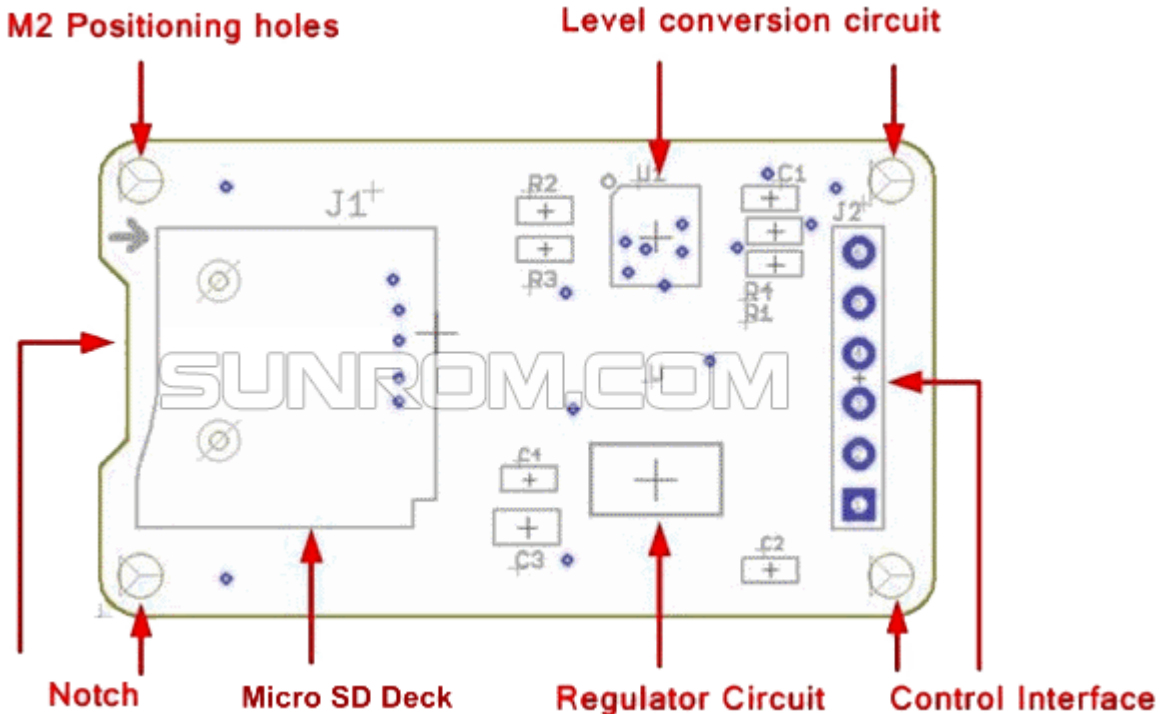 M2 Positioning holes
Level conversion circuit
R2
U1
C1
J1
J2
R3
R4
R1
SUNROM.COM
C4
C3
C2
Notch
Micro SD Deck
Regulator Circuit
Control Interface